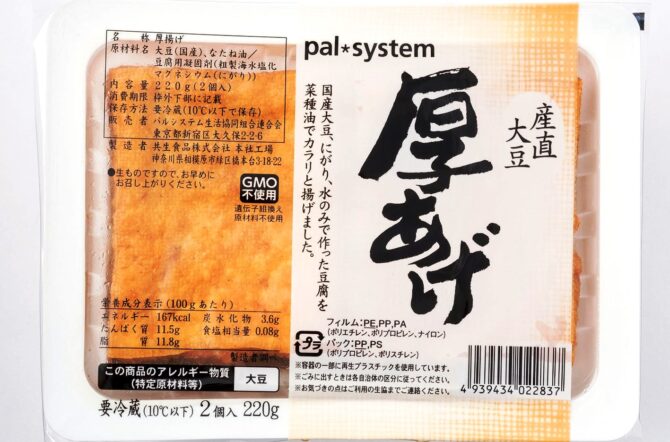 名 称 厚揚げ
原材料名 大豆(国産)、なたね油／
豆腐用凝固剤(粗製海水塩化
マグネシウム(にがり))
内 容 量 220g(2個入)
消費期限 枠外下部に記載
保存方法 要冷蔵(10℃以下で保存)
販 売 者 パルシステム生活協同組合連合会
東京都新宿区大久保2-2-6
製 造 者 共生食品株式会社 本社工場
神奈川県相模原市緑区橋本台3-18-22
●生ものですので、お早めに
お召し上がりください。
GMO
不使用
遺伝子組換え
原材料不使用
栄養成分表示(100gあたり)
エネルギー 167kcal 炭水化物 3.6g
たんぱく質 11.5g 食塩相当量 0.08g
脂 質 11.8g
製造者調べ
この商品のアレルギー物質
(特定原材料等)
大豆
要冷蔵(10℃以下) 2個入 220g
pal*system
産直
大豆
厚あげ
国産大豆、にがり、水のみで作った豆腐を
菜種油でカラリと揚げました。
プラ
フィルム:PE,PP,PA
(ポリエチレン、ポリプロピレン、ナイロン)
パック:PP,PS
(ポリプロピレン、ポリスチレン)
※容器の一部に再生プラスチックを使用しています。
※ごみに出すときは各自治体の区分に従ってください。
※お気づきの点はご利用の生協までご連絡ください。
4939434022837